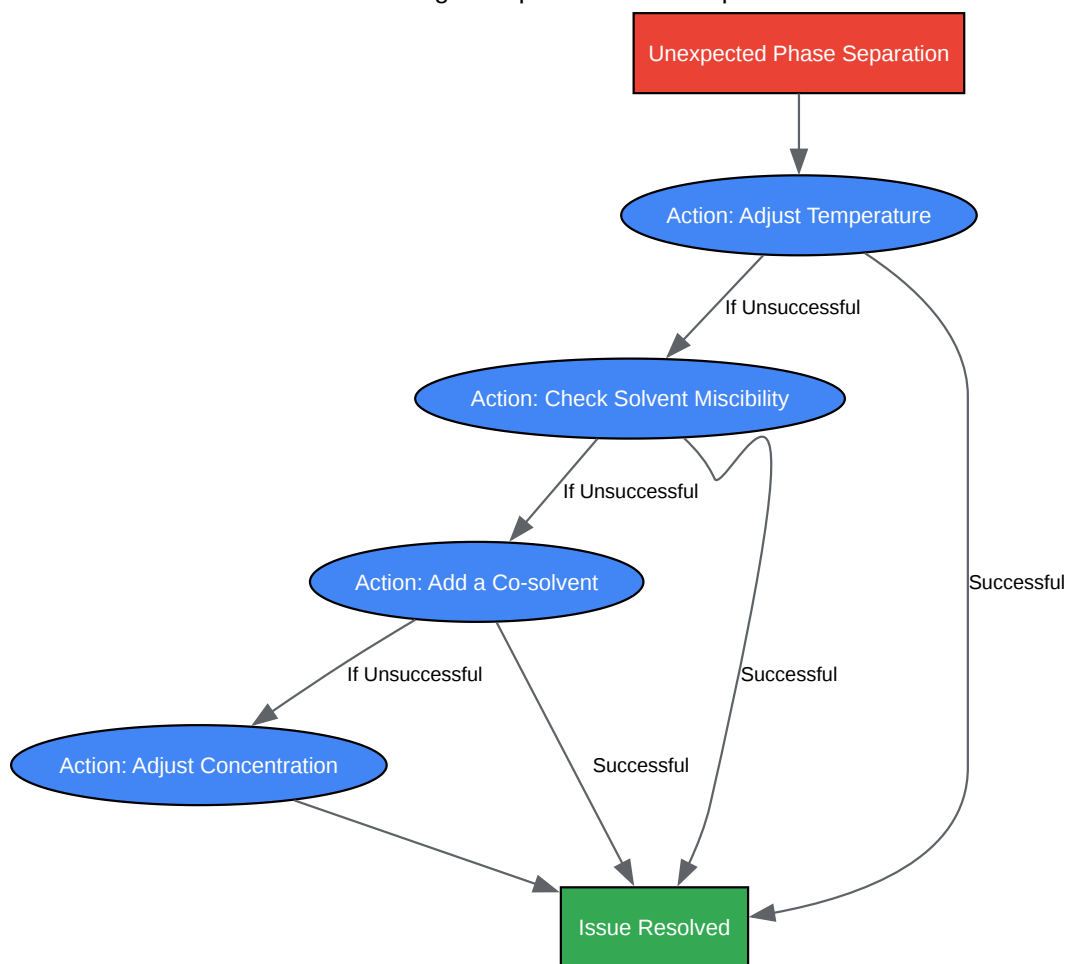 Unexpected Phase Separation
Action: Adjust Temperature
If Unsuccessful
Action: Check Solvent Miscibility
If Unsuccessful
Action: Add a Co-solvent
Successful
If Unsuccessful
Successful
Action: Adjust Concentration
Successful
Issue Resolved